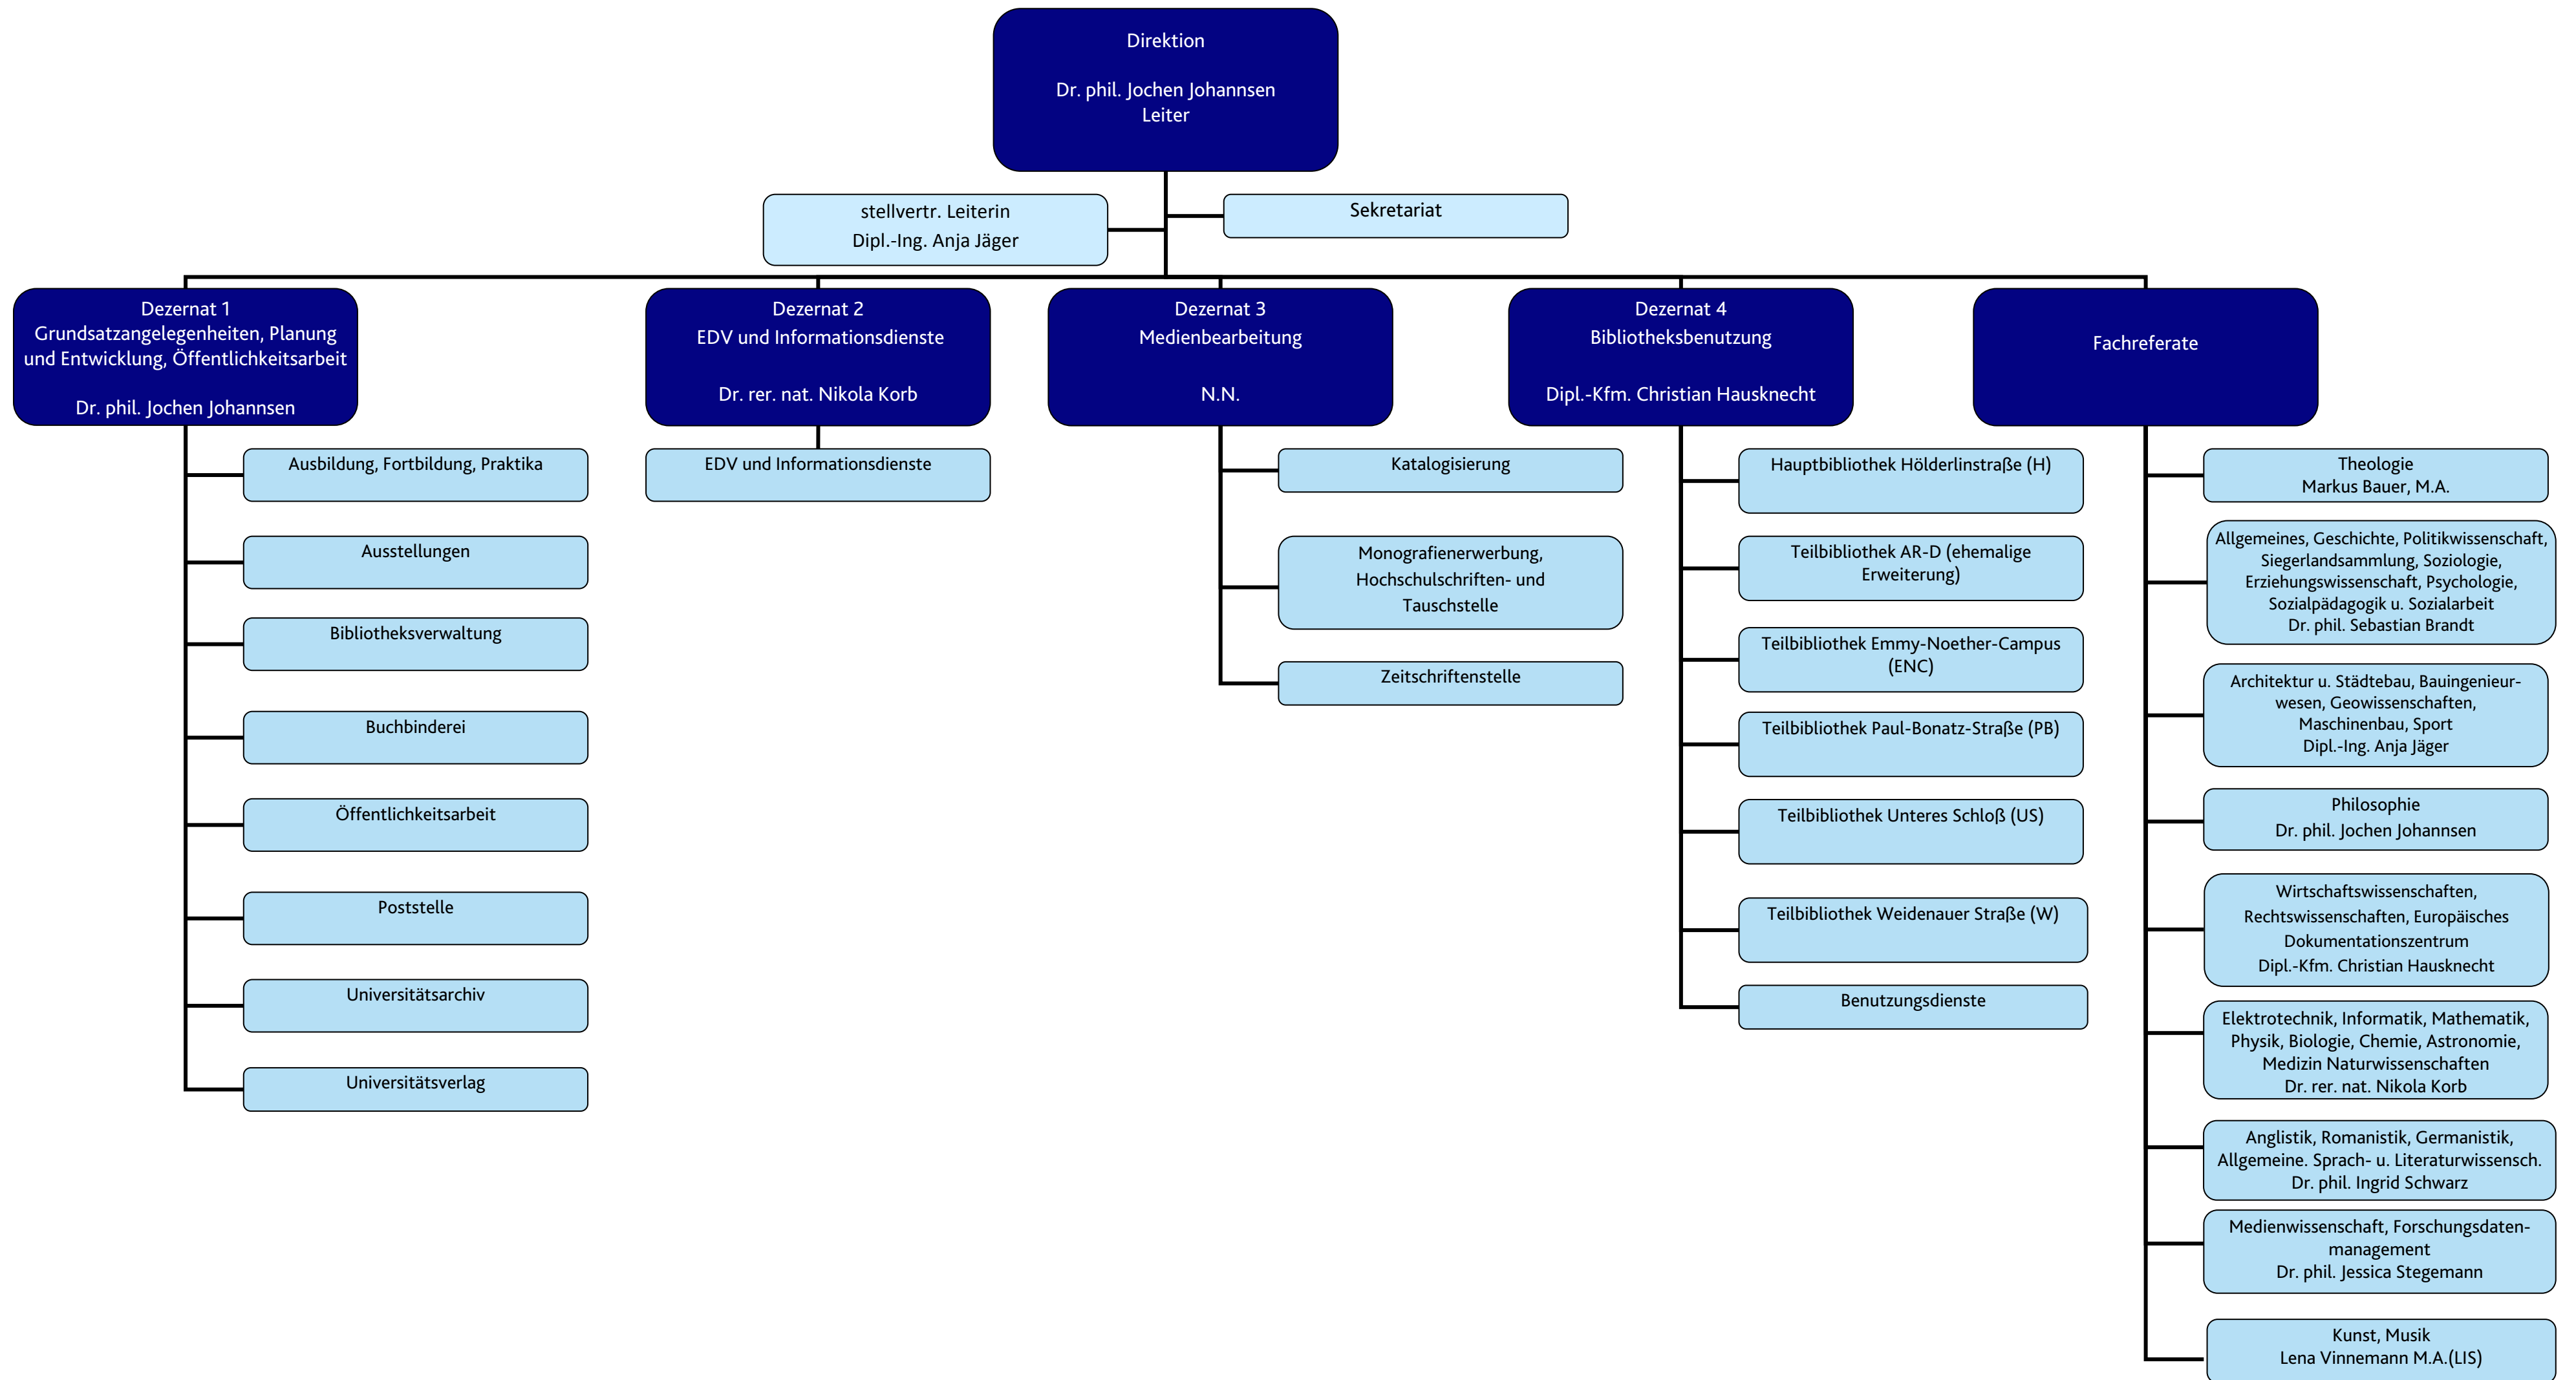 Direktion
Dr. phil. Jochen Johannsen
Leiter
stellvertr. Leiterin
Dipl.-Ing. Anja Jäger
Sekretariat
Dezernat 1
Grundsatzangelegenheiten, Planung
und Entwicklung, Öffentlichkeitsarbeit
Dr. phil. Jochen Johannsen
Ausbildung, Fortbildung, Praktika
Ausstellungen
Bibliotheksverwaltung
Buchbinderei
Öffentlichkeitsarbeit
Poststelle
Universitätsarchiv
Universitätsverlag
Dezernat 2
EDV und Informationsdienste
Dr. rer. nat. Nikola Korb
EDV und Informationsdienste
Dezernat 3
Medienbearbeitung
N.N.
Katalogisierung
Monografienerwerbung,
Hochschulschriften- und
Tauschstelle
Zeitschriftenstelle
Dezernat 4
Bibliotheksbenutzung
Dipl.-Kfm. Christian Hausknecht
Hauptbibliothek Hölderlinstraße (H)
Teilbibliothek AR-D (ehemalige
Erweiterung)
Teilbibliothek Emmy-Noether-Campus
(ENC)
Teilbibliothek Paul-Bonatz-Straße (PB)
Teilbibliothek Unteres Schloß (US)
Teilbibliothek Weidenauer Straße (W)
Benutzungsdienste
Fachreferate
Theologie
Markus Bauer, M.A.
Allgemeines, Geschichte, Politikwissenschaft,
Siegerlandsammlung, Soziologie,
Erziehungswissenschaft, Psychologie,
Sozialpädagogik u. Sozialarbeit
Dr. phil. Sebastian Brandt
Architektur u. Städtebau, Bauingenieur-
wesen, Geowissenschaften,
Maschinenbau, Sport
Dipl.-Ing. Anja Jäger
Philosophie
Dr. phil. Jochen Johannsen
Wirtschaftswissenschaften,
Rechtswissenschaften, Europäisches
Dokumentationszentrum
Dipl.-Kfm. Christian Hausknecht
Elektrotechnik, Informatik, Mathematik,
Physik, Biologie, Chemie, Astronomie,
Medizin Naturwissenschaften
Dr. rer. nat. Nikola Korb
Anglistik, Romanistik, Germanistik,
Allgemeine. Sprach- u. Literaturwissensch.
Dr. phil. Ingrid Schwarz
Medienwissenschaft, Forschungsdaten-
management
Dr. phil. Jessica Stegemann
Kunst, Musik
Lena Vinnemann M.A.(LIS)